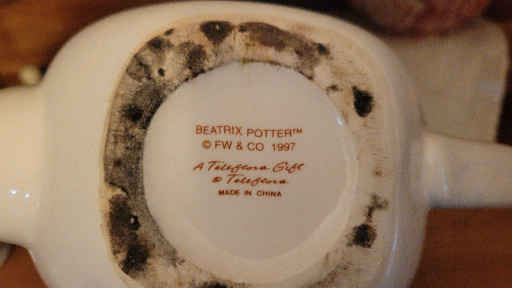 BEATRIX POTTER™
© FW & CO 1997
A Teleflora Gift
© Teleflora
MADE IN CHINA